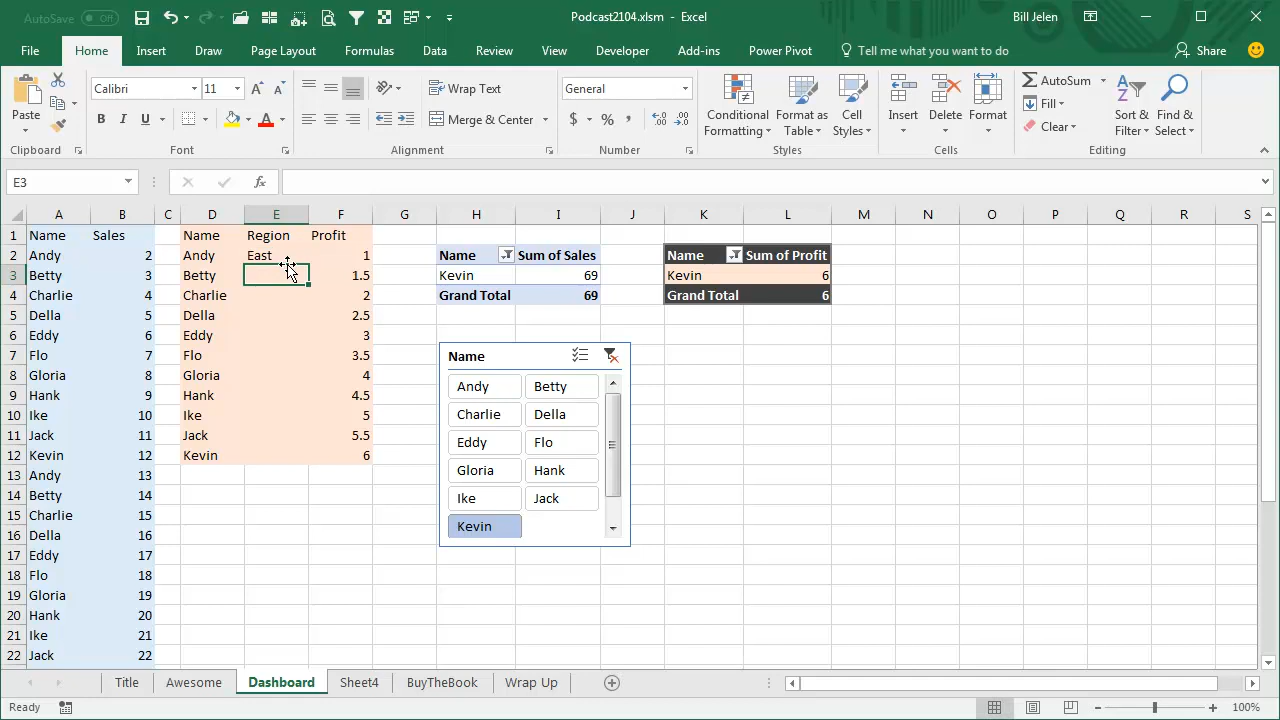 AutoSave Off Podcast2104.xlsm - Excel Bill Jelen
File Home Insert Draw Page Layout Formulas Data Review View Developer Add-ins Power Pivot Tell me what you want to do Share
Paste Calibri 11 Wrap Text General Conditional Formatting Format as Table Cell Styles Insert Delete Format AutoSum Sort & Filter Find & Select
B I U A Merge & Center $ % , Fill
Clear
Clipboard Font Alignment Number Styles Cells Editing
E3 fx
A B C D E F G H I J K L M N O P Q R S
1 Name Sales Name Region Profit
2 Andy 2 Andy East 1 Name Sum of Sales Name Sum of Profit
3 Betty 3 Betty 1.5 Kevin 69 Kevin 6
4 Charlie 4 Charlie 2 Grand Total 69 Grand Total 6
5 Della 5 Della 2.5
6 Eddy 6 Eddy 3
7 Flo 7 Flo 3.5 Name
8 Gloria 8 Gloria 4 Andy Betty
9 Hank 9 Hank 4.5 Charlie Della
10 Ike 10 Ike 5
11 Jack 11 Jack 5.5 Eddy Flo
12 Kevin 12 Kevin 6
13 Andy 13 Gloria Hank
14 Betty 14 Ike Jack
15 Charlie 15
16 Della 16 Kevin
17 Eddy 17
18 Flo 18
19 Gloria 19
20 Hank 20
21 Ike 21
22 Jack 22
Title Awesome Dashboard Sheet4 BuyTheBook Wrap Up
Ready 100%